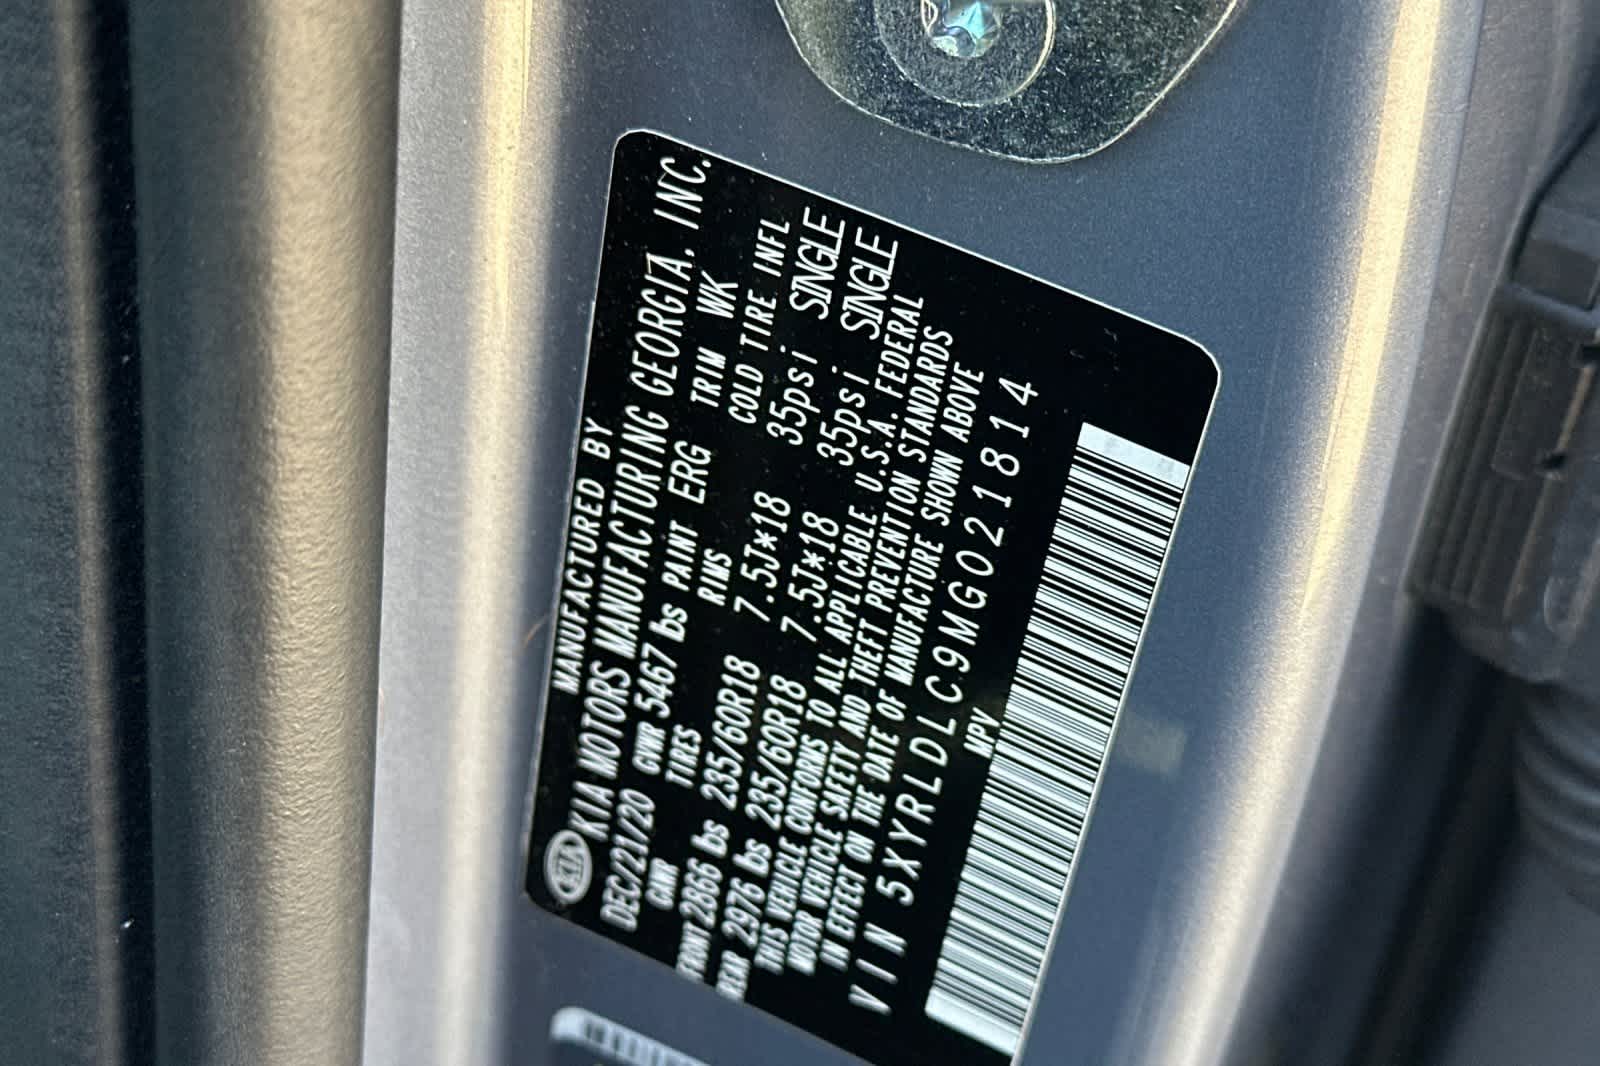 KIA
MANUFACTURED BY
KIA MOTORS MANUFACTURING GEORGIA, INC.
DEC/21/20 GVWR 5467 lbs PAINT ERG TRIM WK
GAWR TIRES RIMS COLD TIRE INFL
FRONT 2866 lbs 235/60R18 7.5J*18 35psi SINGLE
REAR 2976 lbs 235/60R18 7.5J*18 35psi SINGLE
THIS VEHICLE CONFORMS TO ALL APPLICABLE U.S.A. FEDERAL
MOTOR VEHICLE SAFETY AND THEFT PREVENTION STANDARDS
IN EFFECT ON THE DATE OF MANUFACTURE SHOWN ABOVE
VIN 5XYRLDLC9MG021814
MPV